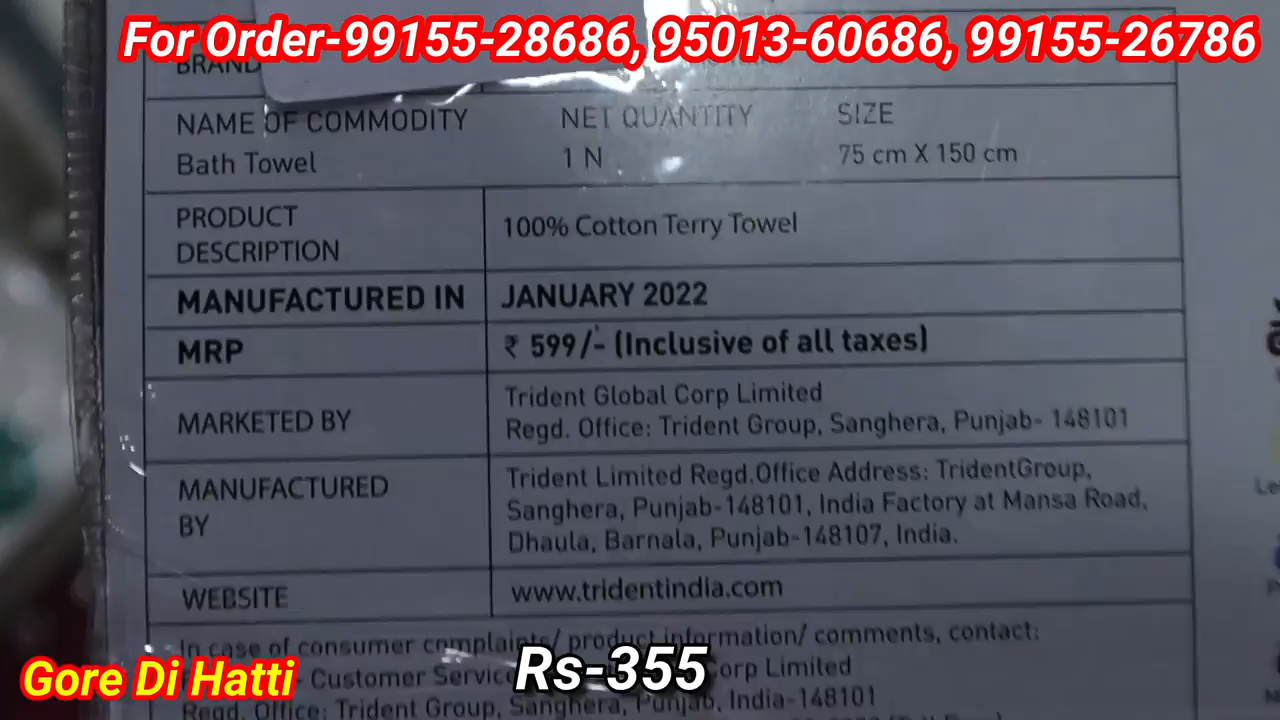 For Order-99155-28686, 95013-60686, 99155-26786
BRAND
NAME OF COMMODITY NET QUANTITY SIZE
Bath Towel 1 N 75 cm X 150 cm
PRODUCT
DESCRIPTION
100% Cotton Terry Towel
MANUFACTURED IN JANUARY 2022
MRP ₹ 599/- (Inclusive of all taxes)
MARKETED BY
Trident Global Corp Limited
Regd. Office: Trident Group, Sanghera, Punjab- 148101
MANUFACTURED
BY
Trident Limited Regd.Office Address: TridentGroup,
Sanghera, Punjab-148101, India Factory at Mansa Road,
Dhaula, Barnala, Punjab-148107, India.
WEBSITE www.tridentindia.com
In case of consumer complaints/ product information/ comments, contact:
- Customer Service Corp Limited
Regd. Office: Trident Group, Sanghera, Punjab, India-148101
Gore Di Hatti
Rs-355